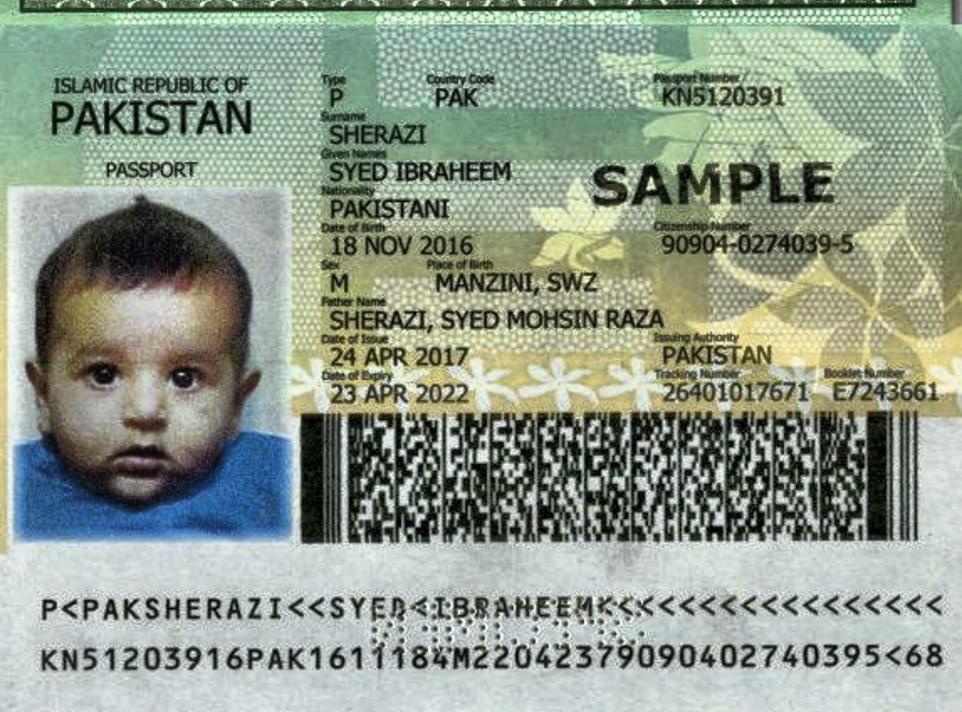 ISLAMIC REPUBLIC OF
PAKISTAN
PASSPORT
Type Country Code Passport Number
P PAK KN5120391
Surname
SHERAZI
Given Names
SYED IBRAHEEM
SAMPLE
Nationality
PAKISTANI
Date of Birth Citizenship Number
18 NOV 2016 90904-0274039-5
Sex Place of Birth
M MANZINI, SWZ
Father Name
SHERAZI, SYED MOHSIN RAZA
Date of Issue Issuing Authority
24 APR 2017 PAKISTAN
Date of Expiry Tracking Number Booklet Number
23 APR 2022 26401017671 E7243661
P<PAKSHERAZI<<SYED<IBRAHEEM<<<<<<<<<<<<<<<<<
KN51203916PAK1611184M22042379090402740395<68